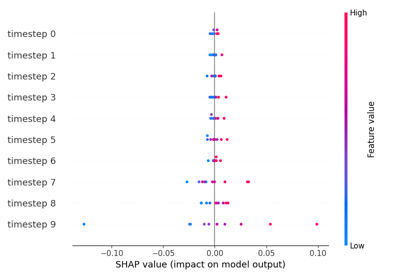 High
timestep 0
timestep 1
timestep 2
timestep 3
timestep 4
timestep 5
timestep 6
timestep 7
timestep 8
timestep 9
Feature value
Low
−0.10
−0.05
0.00
0.05
0.10
SHAP value (impact on model output)